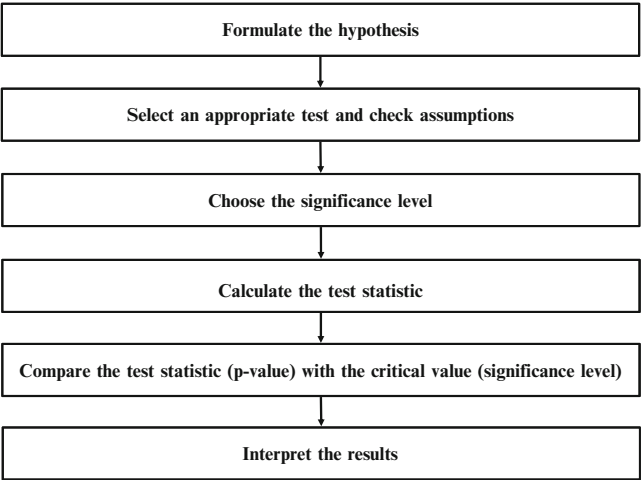 Formulate the hypothesis
Select an appropriate test and check assumptions
Choose the significance level
Calculate the test statistic
Compare the test statistic (p-value) with the critical value (significance level)
Interpret the results